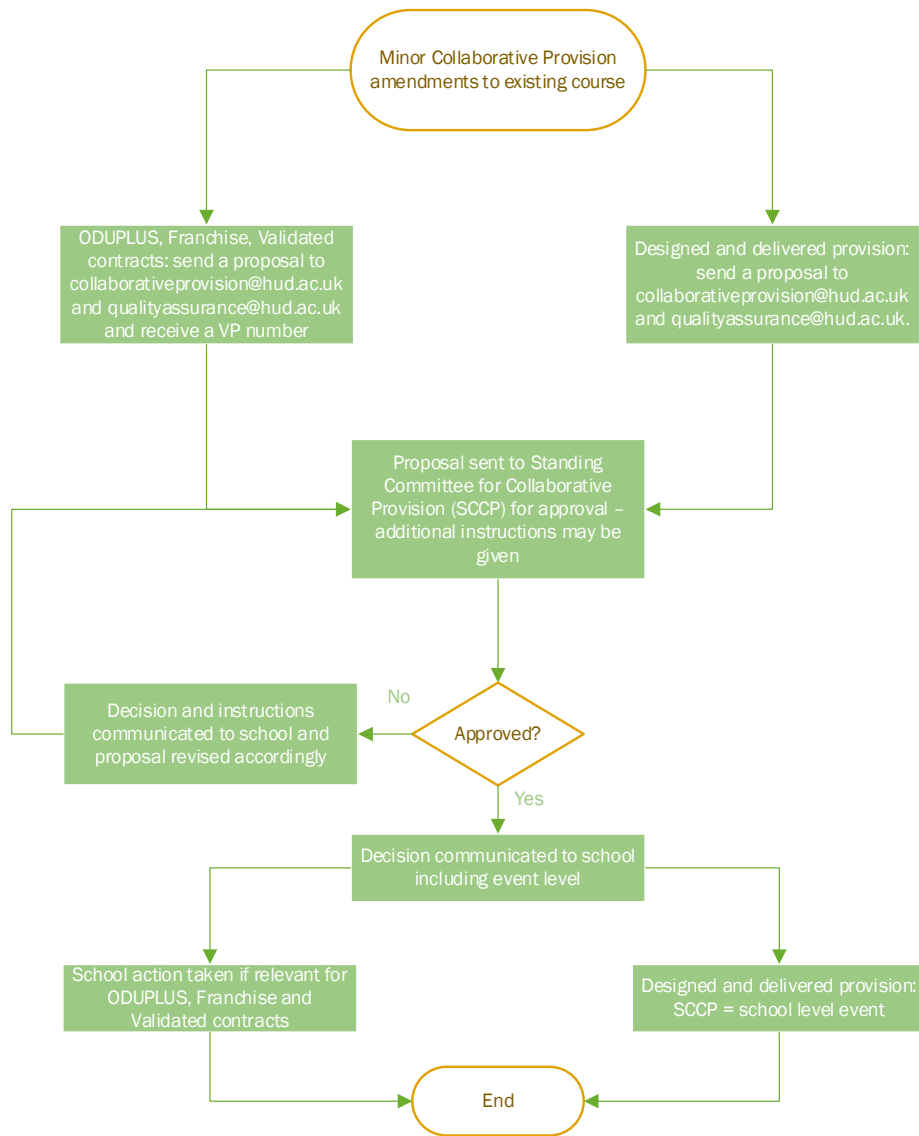 Minor Collaborative Provision
amendments to existing course
ODUPLUS, Franchise, Validated
contracts: send a proposal to
collaborativeprovision@hud.ac.uk
and qualityassurance@hud.ac.uk
and receive a VP number
Designed and delivered provision:
send a proposal to
collaborativeprovision@hud.ac.uk
and qualityassurance@hud.ac.uk.
Proposal sent to Standing
Committee for Collaborative
Provision (SCCP) for approval –
additional instructions may be
given
Decision and instructions
communicated to school and
proposal revised accordingly
No
Approved?
Yes
Decision communicated to school
including event level
School action taken if relevant for
ODUPLUS, Franchise and
Validated contracts
Designed and delivered provision:
SCCP = school level event
End